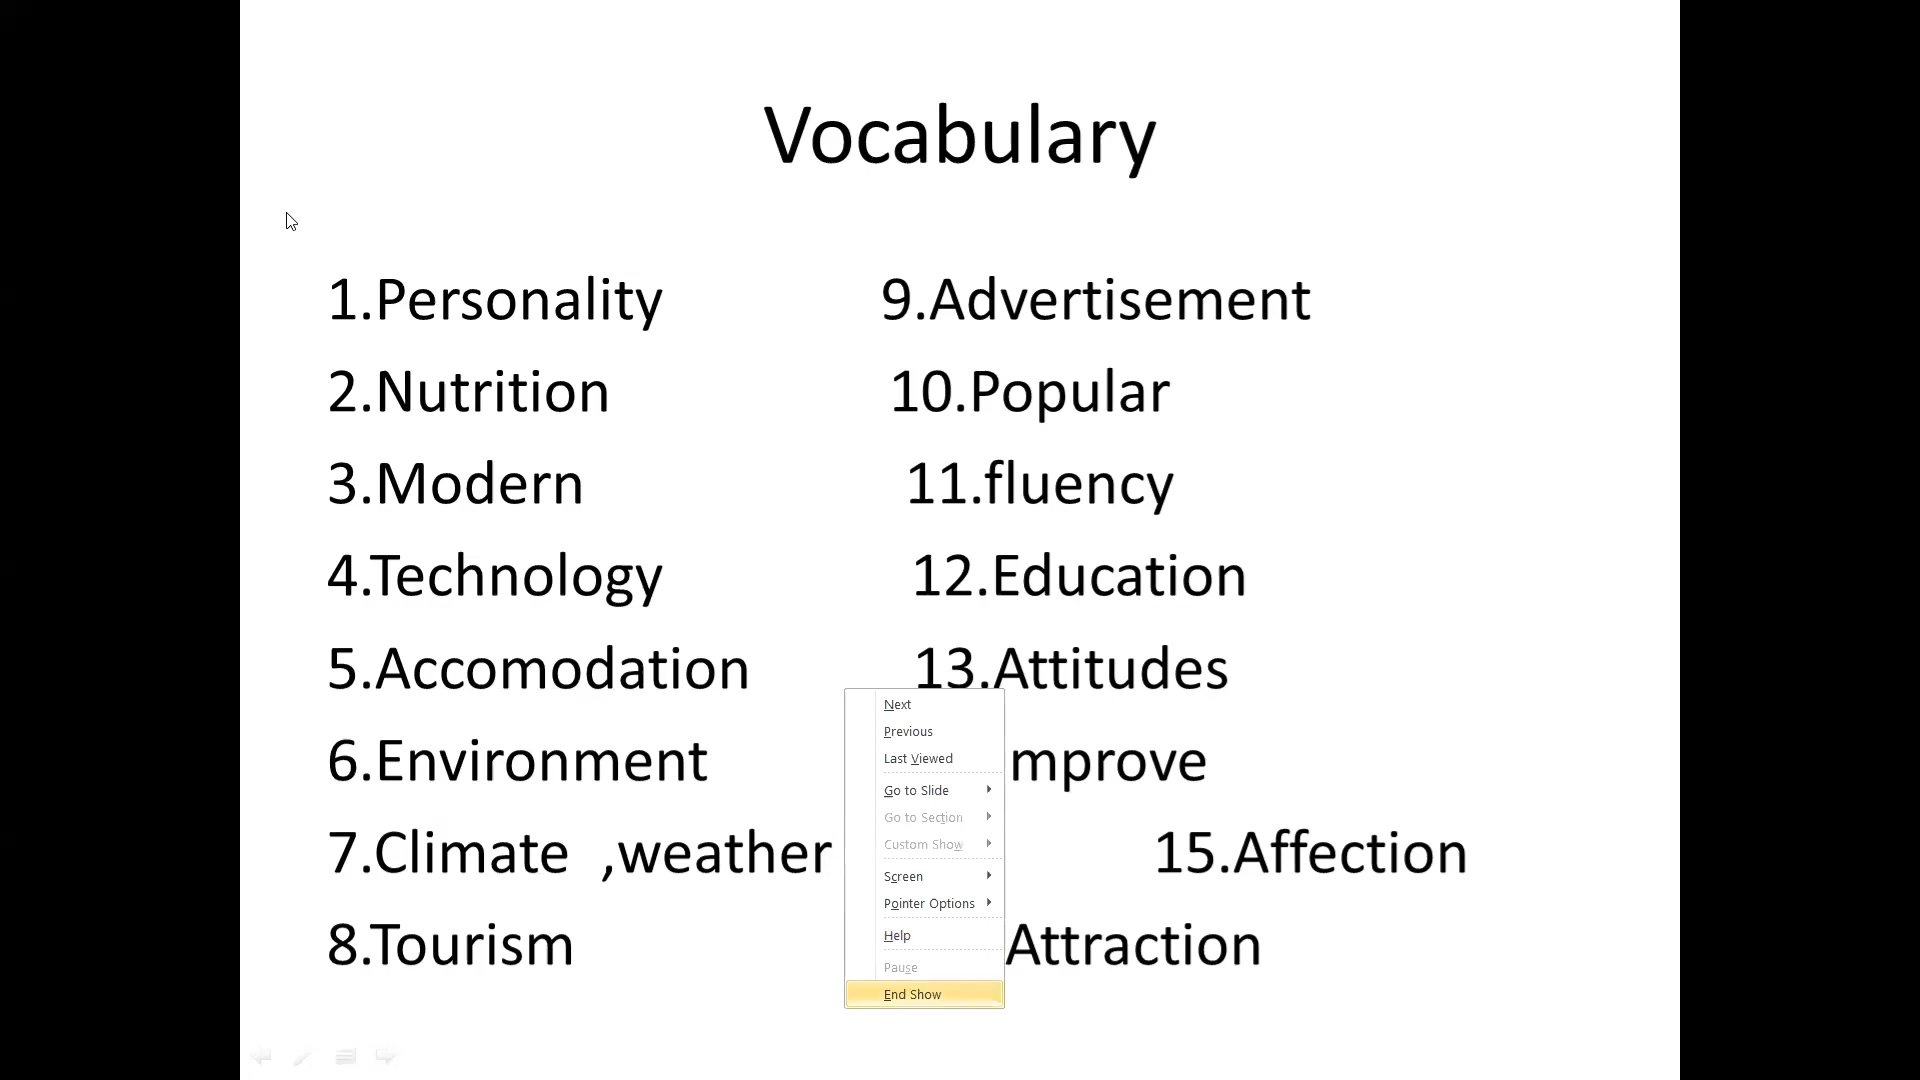 Vocabulary
1.Personality 9.Advertisement
2.Nutrition 10.Popular
3.Modern 11.fluency
4.Technology 12.Education
5.Accomodation 13.Attitudes
6.Environment mprove
7.Climate ,weather 15.Affection
8.Tourism Attraction
Next
Previous
Last Viewed
Go to Slide
Go to Section
Custom Show
Screen
Pointer Options
Help
Pause
End Show